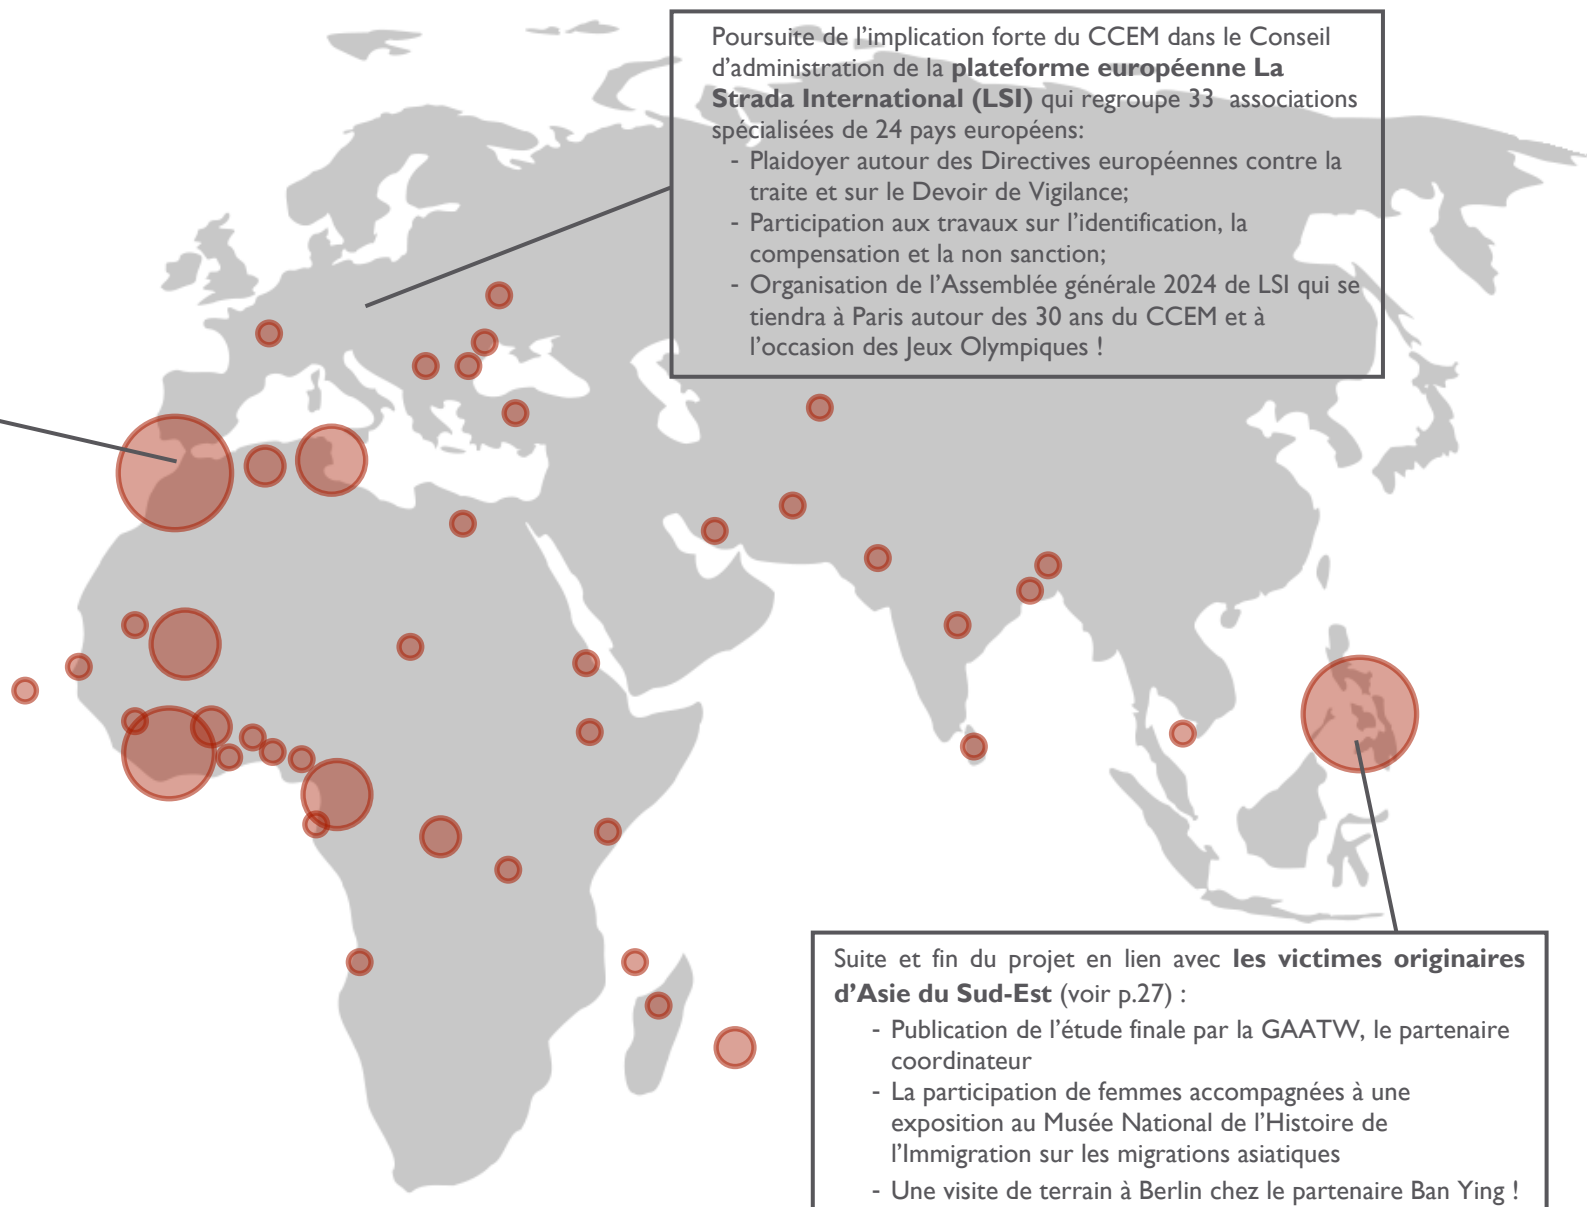 Poursuite de l'implication forte du CCEM dans le Conseil
d'administration de la plateforme européenne La
Strada International (LSI) qui regroupe 33 associations
spécialisées de 24 pays européens:
- Plaidoyer autour des Directives européennes contre la
traite et sur le Devoir de Vigilance;
- Participation aux travaux sur l'identification, la
compensation et la non sanction;
- Organisation de l'Assemblée générale 2024 de LSI qui se
tiendra à Paris autour des 30 ans du CCEM et à
l'occasion des Jeux Olympiques !
Suite et fin du projet en lien avec les victimes originaires
d'Asie du Sud-Est (voir p.27) :
- Publication de l'étude finale par la GAATW, le partenaire
coordinateur
- La participation de femmes accompagnées à une
exposition au Musée National de l'Histoire de
l'Immigration sur les migrations asiatiques
- Une visite de terrain à Berlin chez le partenaire Ban Ying !